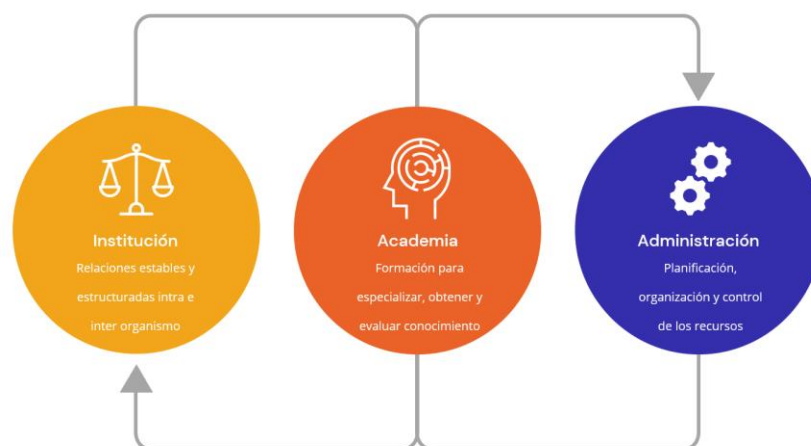 Institución
Relaciones estables y
estructuradas intra e
inter organismo
Academia
Formación para
especializar, obtener y
evaluar conocimiento
Administración
Planificación,
organización y control
de los recursos